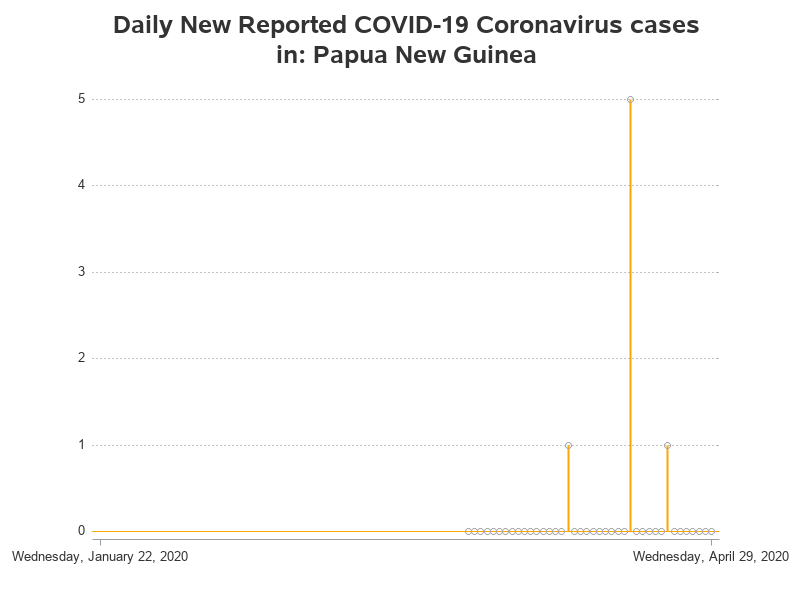 Daily New Reported COVID-19 Coronavirus cases
in: Papua New Guinea
5
4
3
2
1
0
Wednesday, January 22, 2020
Wednesday, April 29, 2020